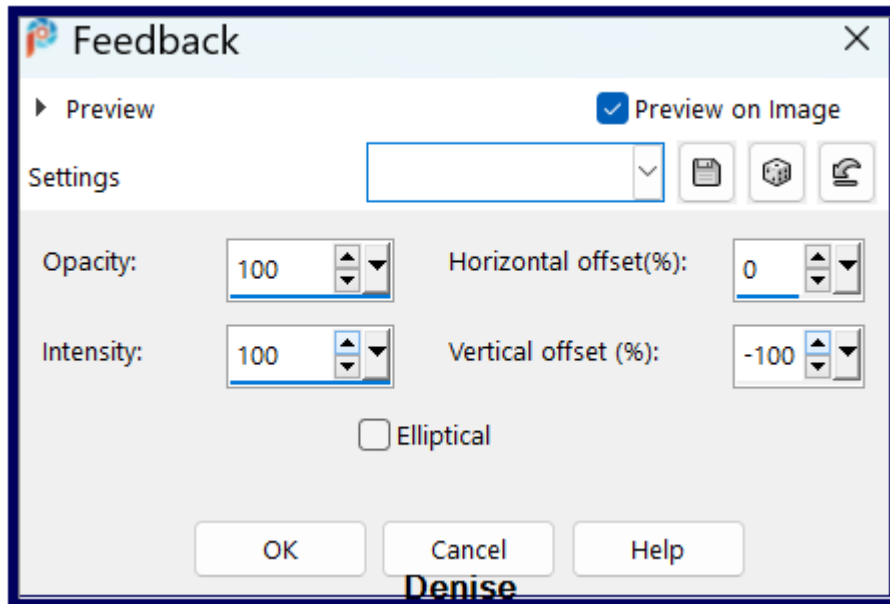 Feedback
Preview
Preview on Image
Settings
Opacity: 100 Horizontal offset(%): 0
Intensity: 100 Vertical offset (%): -100
Elliptical
OK Cancel Help
Denise